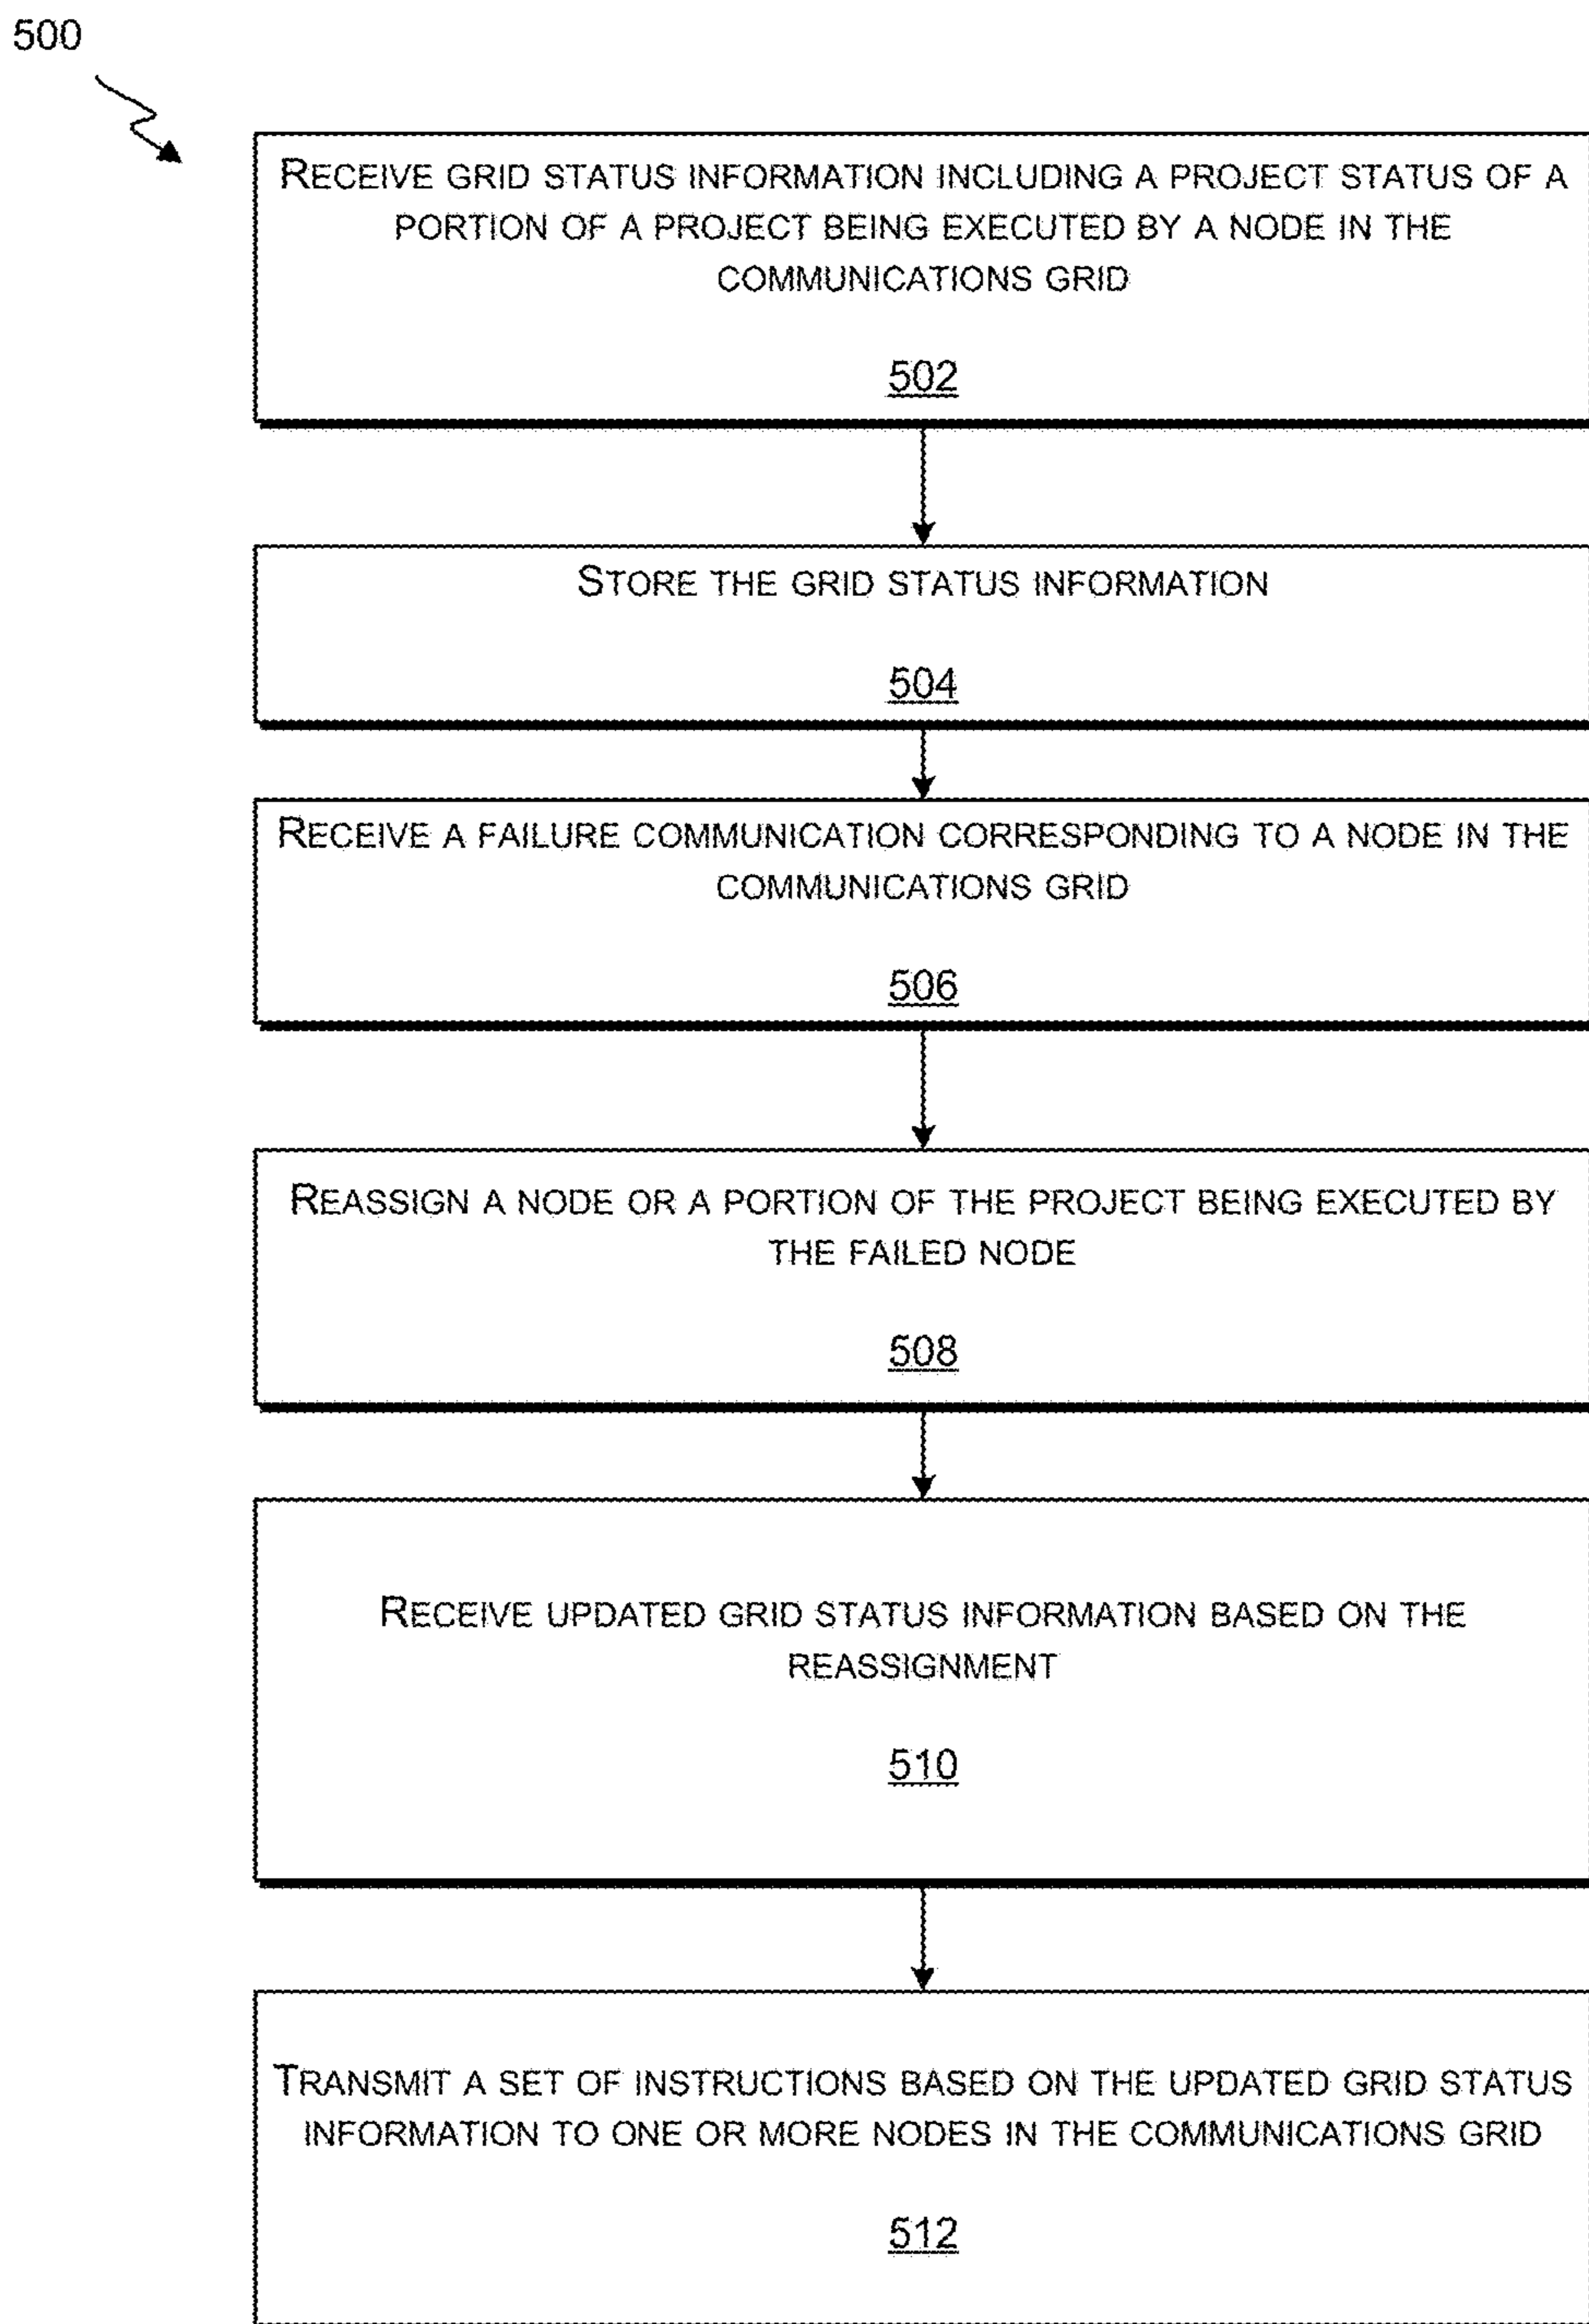 500
RECEIVE GRID STATUS INFORMATION INCLUDING A PROJECT STATUS OF A
PORTION OF A PROJECT BEING EXECUTED BY A NODE IN THE
COMMUNICATIONS GRID
502
STORE THE GRID STATUS INFORMATION
504
RECEIVE A FAILURE COMMUNICATION CORRESPONDING TO A NODE IN THE
COMMUNICATIONS GRID
506
REASSIGN A NODE OR A PORTION OF THE PROJECT BEING EXECUTED BY
THE FAILED NODE
508
RECEIVE UPDATED GRID STATUS INFORMATION BASED ON THE
REASSIGNMENT
510
TRANSMIT A SET OF INSTRUCTIONS BASED ON THE UPDATED GRID STATUS
INFORMATION TO ONE OR MORE NODES IN THE COMMUNICATIONS GRID
512